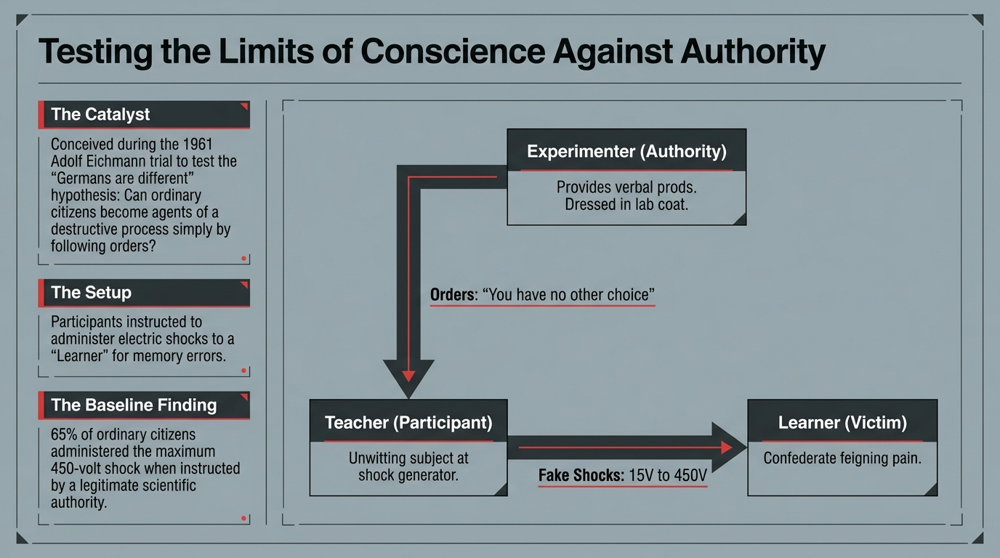 Testing the Limits of Conscience Against Authority
The Catalyst
Conceived during the 1961
Adolf Eichmann trial to test the
“Germans are different”
hypothesis: Can ordinary
citizens become agents of a
destructive process simply by
following orders?
The Setup
Participants instructed to
administer electric shocks to a
“Learner” for memory errors.
The Baseline Finding
65% of ordinary citizens
administered the maximum
450-volt shock when instructed
by a legitimate scientific
authority.
Experimenter (Authority)
Provides verbal prods.
Dressed in lab coat.
Orders: “You have no other choice”
Teacher (Participant)
Unwitting subject at
shock generator.
Fake Shocks: 15V to 450V
Learner (Victim)
Confederate feigning pain.